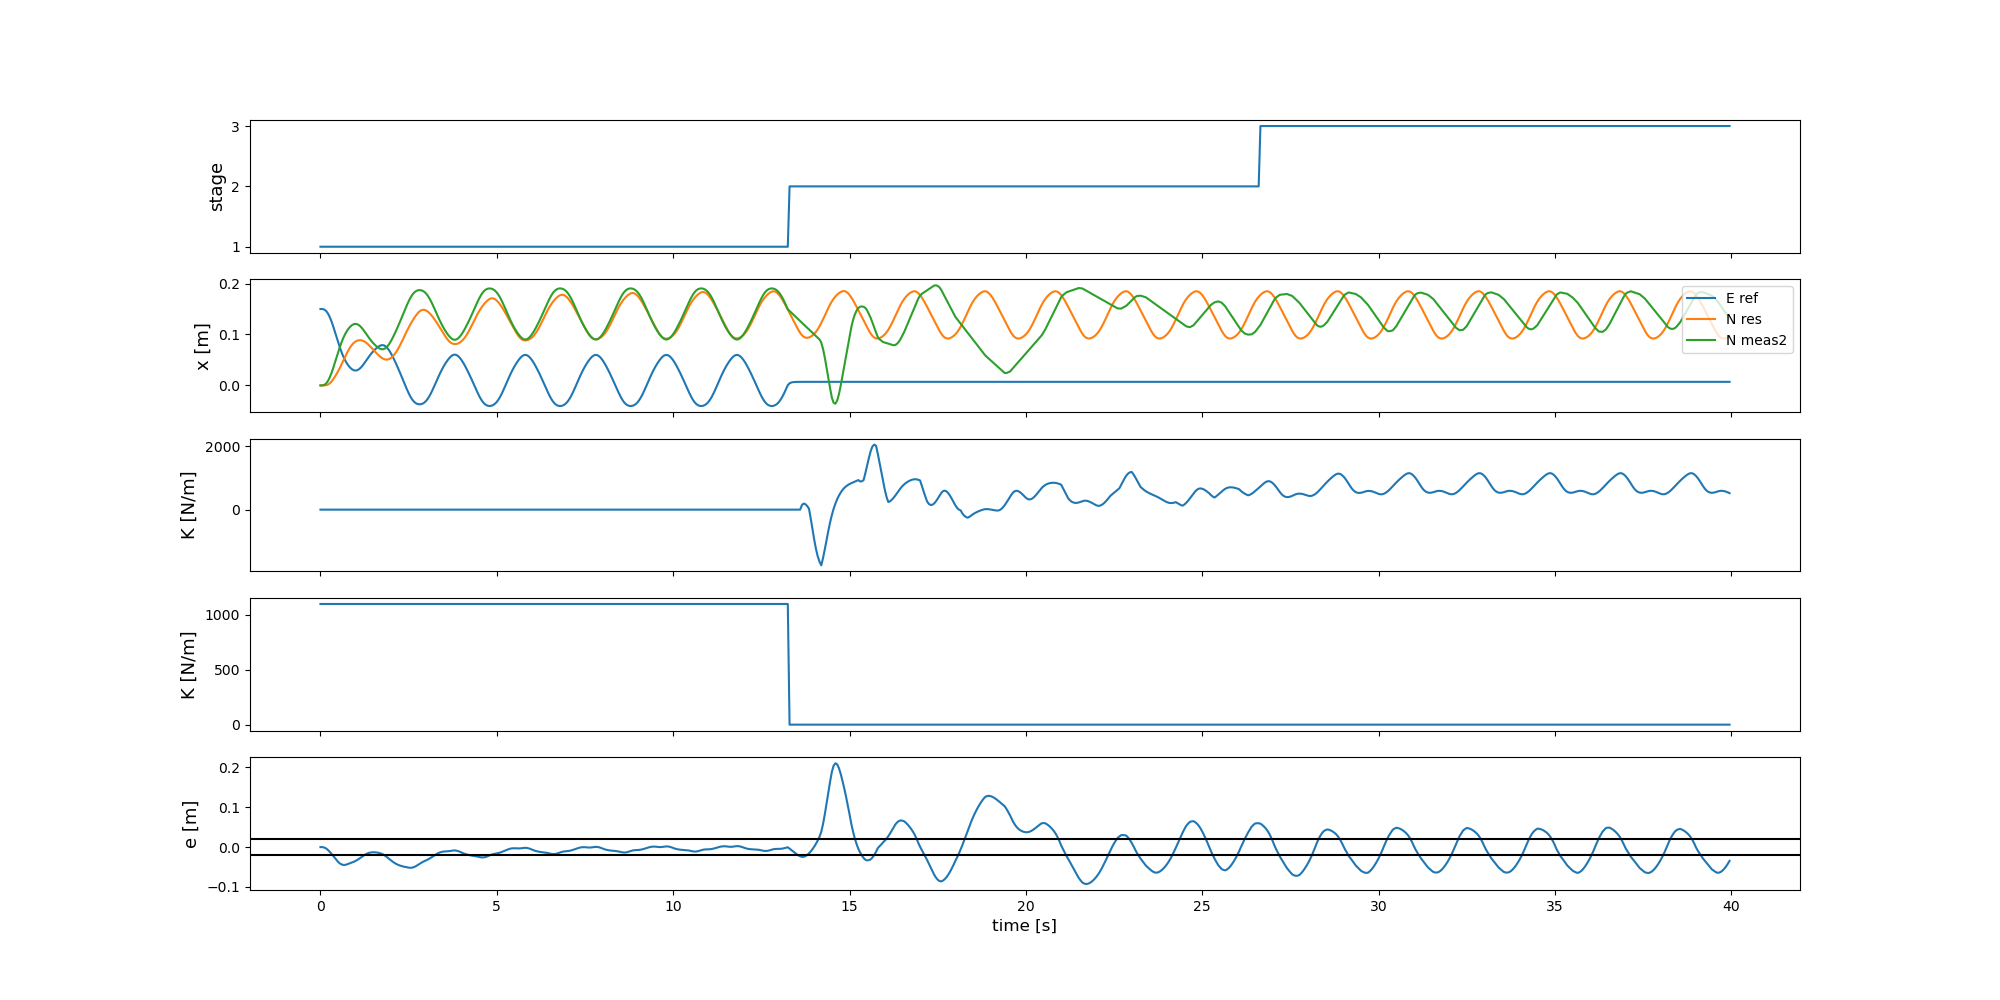 3
2
1
stage
0.2
0.1
0.0
x [m]
E ref
N res
N meas2
2000
0
K [N/m]
1000
500
0
K [N/m]
0.2
0.1
0.0
−0.1
e [m]
0 5 10 15 20 25 30 35 40
time [s]